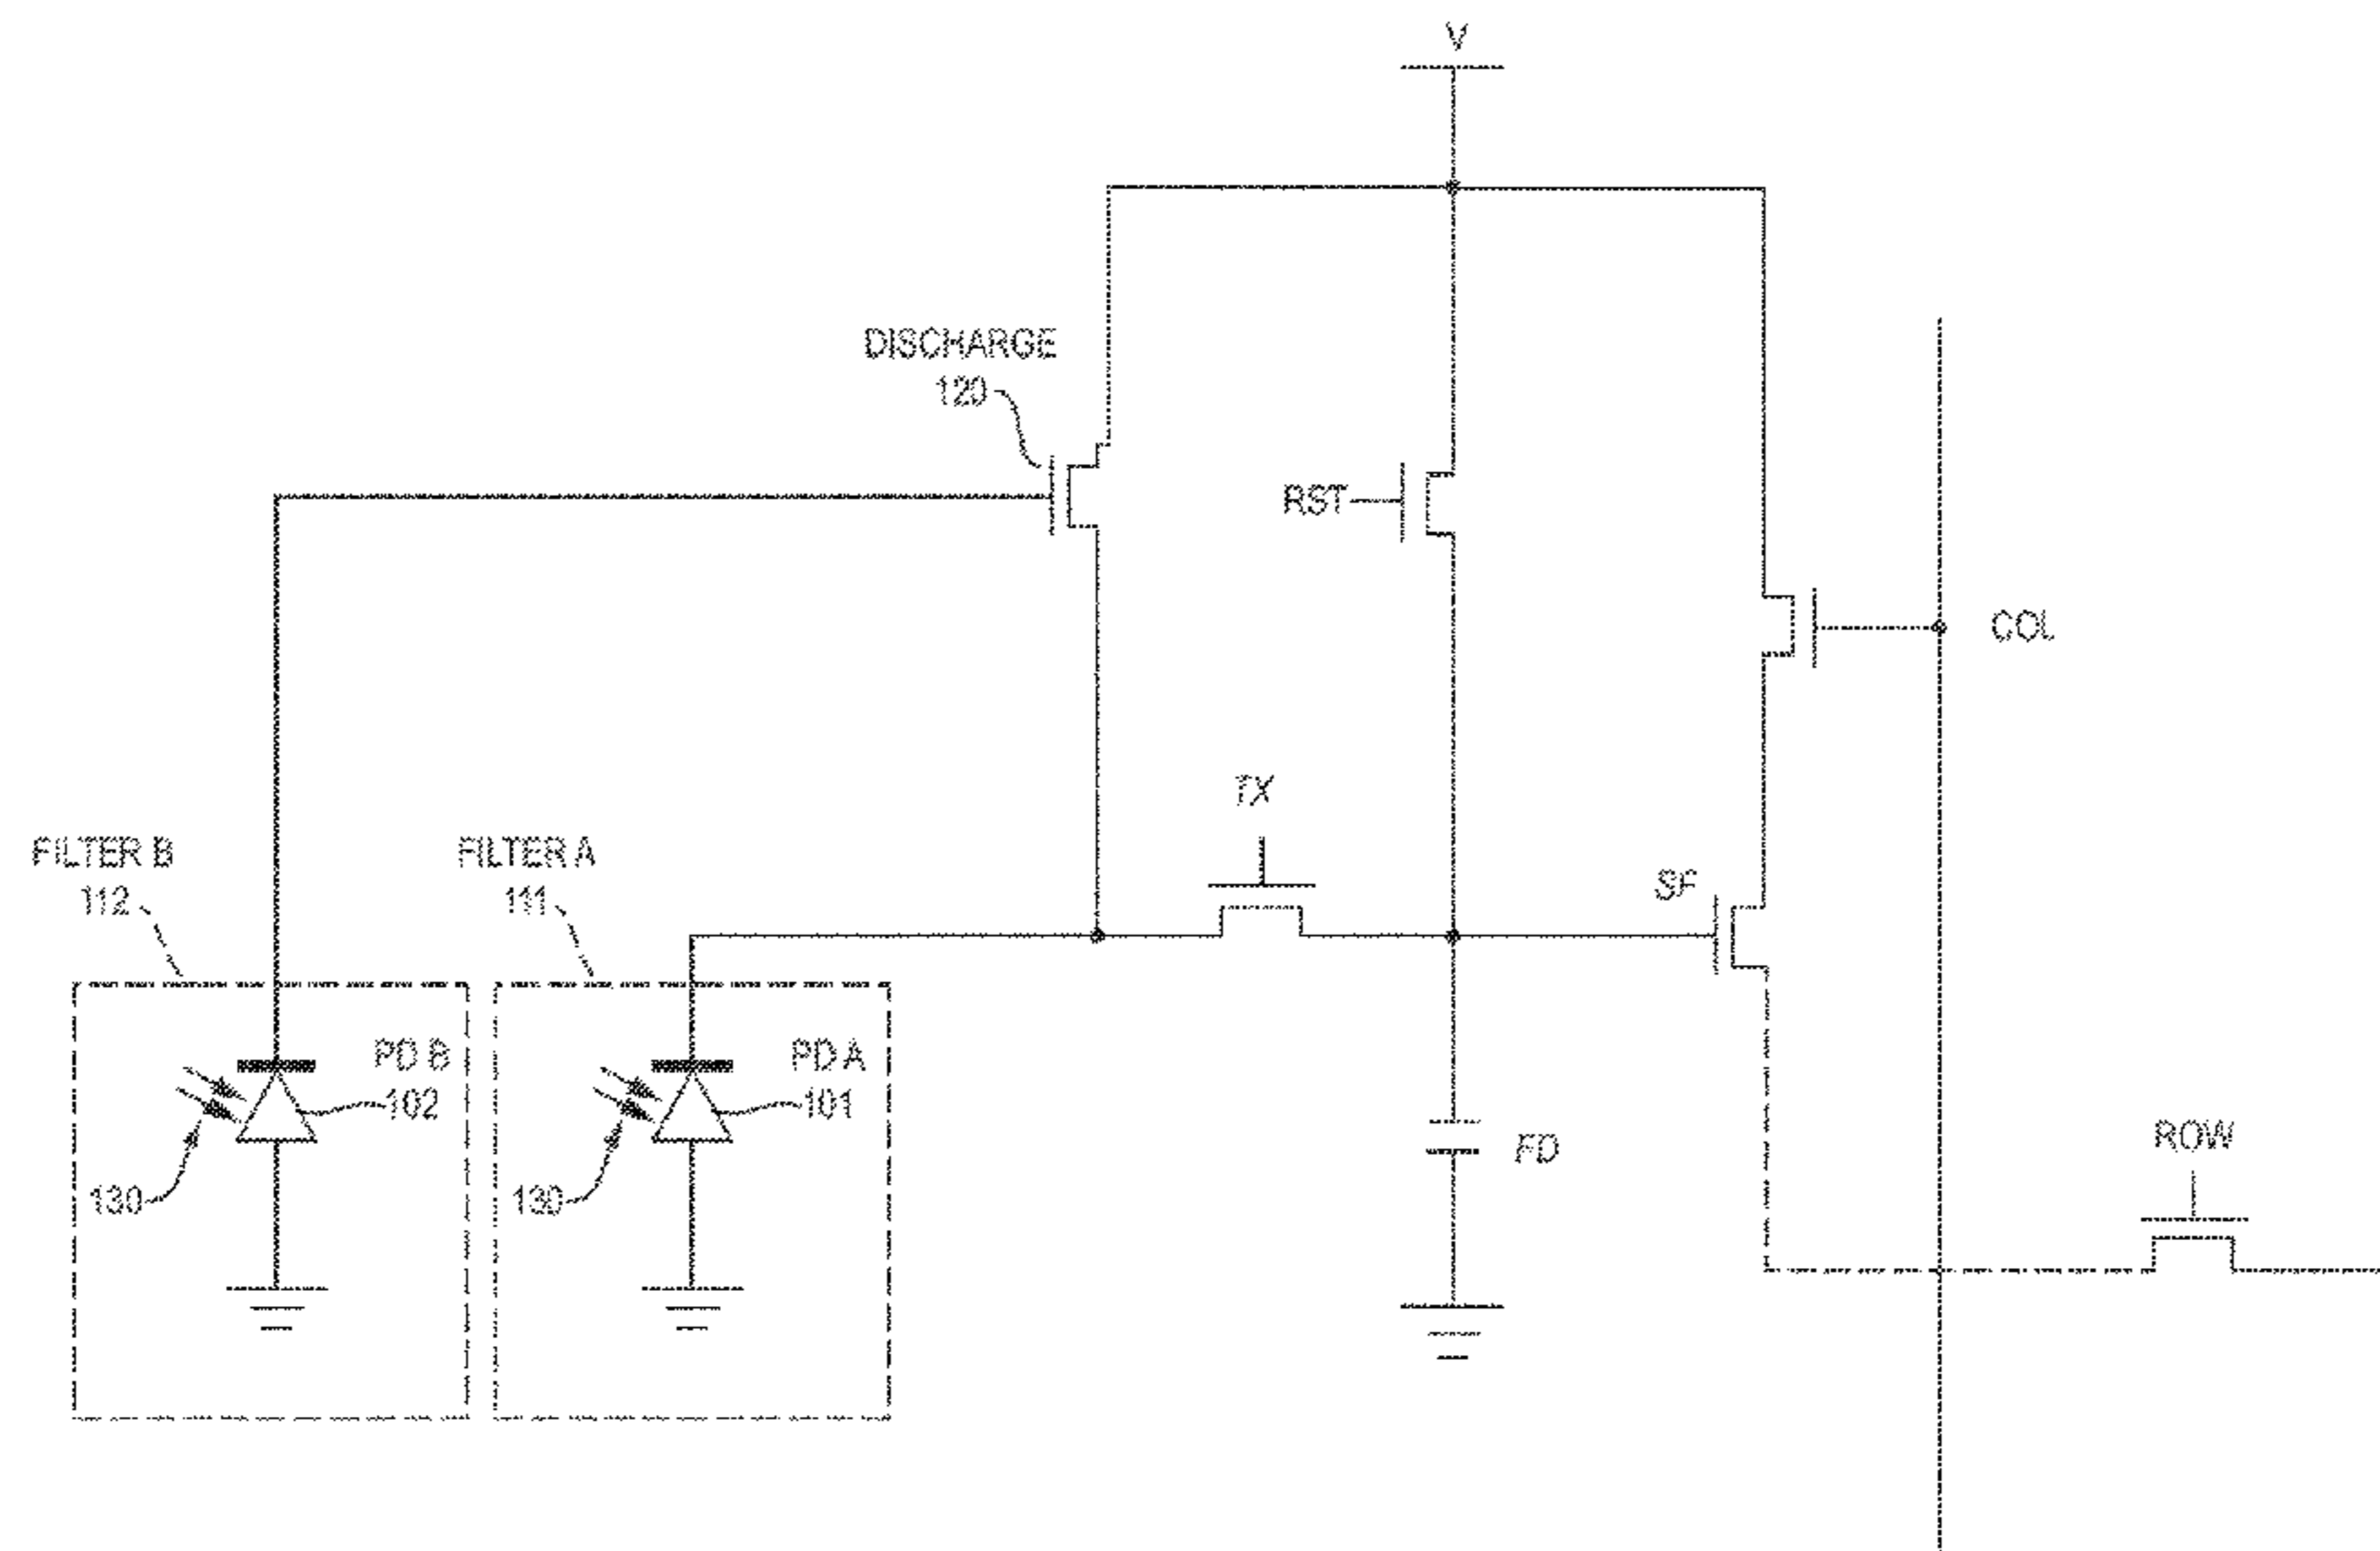 V
DISCHARGE
120
RST
COL
TX
FILTER B
112
FILTER A
111
SF
PD B
102
PD A
101
130
130
FD
ROW